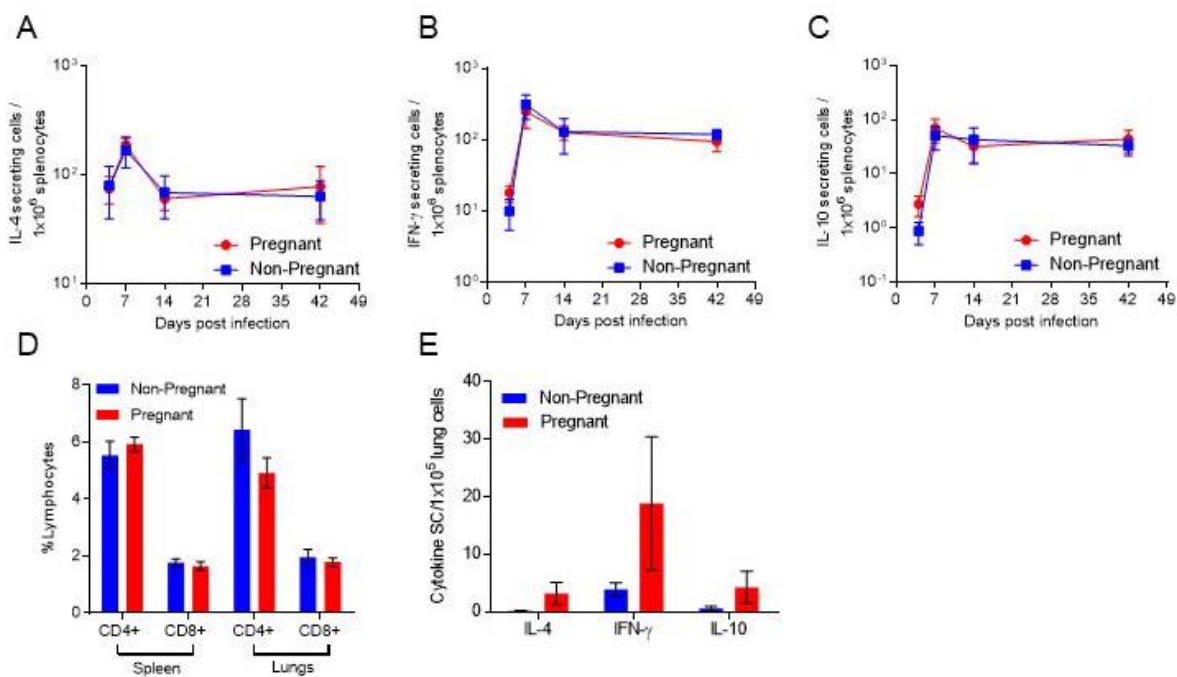 A
IL-4 secreting cells /
1x10⁶ splenocytes
10³
10²
10¹
0 7 14 21 28 35 42 49
Days post infection
Pregnant
Non-Pregnant
B
IFN-γ secreting cells /
1x10⁶ splenocytes
10³
10²
10¹
10⁰
0 7 14 21 28 35 42 49
Days post infection
Pregnant
Non-Pregnant
C
IL-10 secreting cells /
1x10⁶ splenocytes
10³
10²
10¹
10⁰
10⁻¹
0 7 14 21 28 35 42 49
Days post infection
Pregnant
Non-Pregnant
D
%Lymphocytes
8
6
4
2
0
Non-Pregnant
Pregnant
CD4+ CD8+ CD4+ CD8+
Spleen Lungs
E
Cytokine SC/1x10⁵ lung cells
40
30
20
10
0
Non-Pregnant
Pregnant
IL-4 IFN-γ IL-10